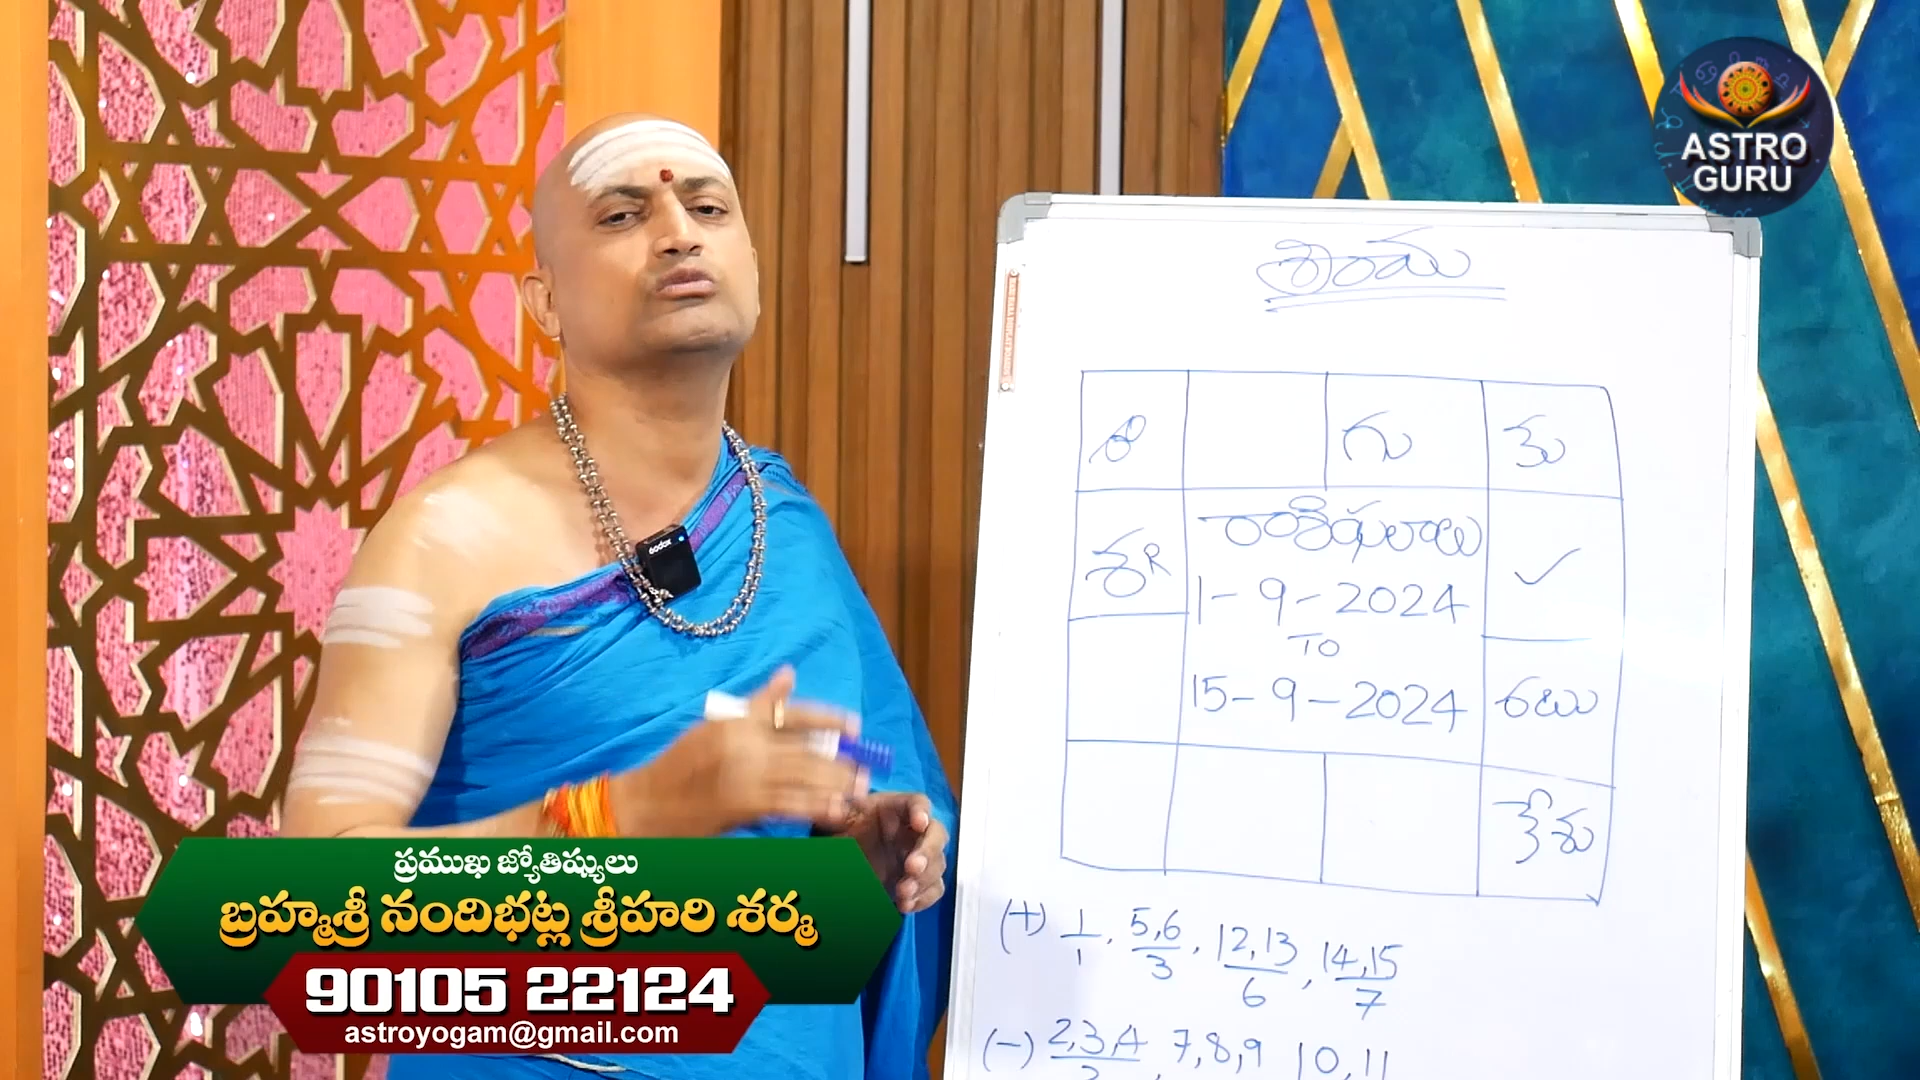 ASTRO
GURU
శ్రీరామ
గు
కు
శR
రాశిఫలాలు
1-9-2024
TO
15-9-2024
కేశు
(+) 1/1, 5,6/3, 12,13/6, 14,15/7
(-) 2,3,4, 7,8,9 10,11
Godox
ప్రముఖ జ్యోతిష్యులు
బ్రహ్మశ్రీ నందిభట్ల శ్రీహరి శర్మ
90105 22124
astroyogam@gmail.com